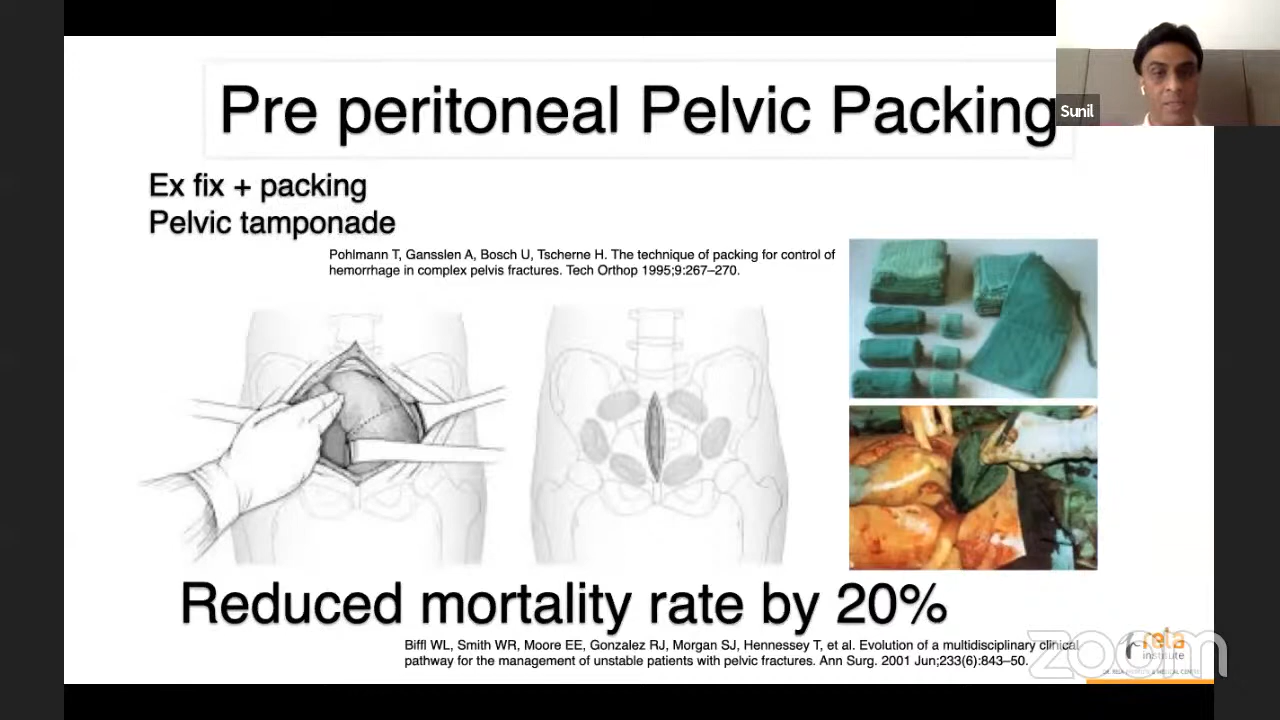 Pre peritoneal Pelvic Packing
Sunil
Ex fix + packing
Pelvic tamponade
Pohlmann T, Gansslen A, Bosch U, Tscherne H. The technique of packing for control of
hemorrhage in complex pelvis fractures. Tech Orthop 1995;9:267–270.
Reduced mortality rate by 20%
Biffl WL, Smith WR, Moore EE, Gonzalez RJ, Morgan SJ, Hennessey T, et al. Evolution of a multidisciplinary clinical
pathway for the management of unstable patients with pelvic fractures. Ann Surg. 2001 Jun;233(6):843–50.
rela
institute
zoom